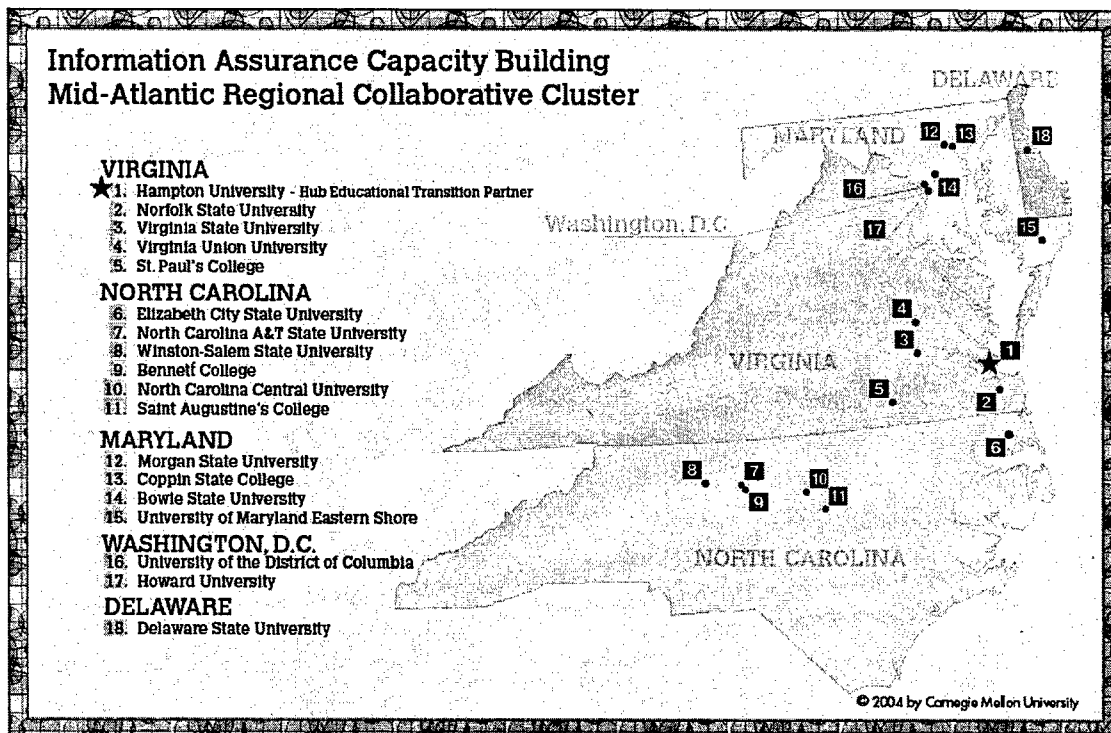 Information Assurance Capacity Building
Mid-Atlantic Regional Collaborative Cluster
VIRGINIA
1. Hampton University - Hub Educational Transition Partner
2. Norfolk State University
3. Virginia State University
4. Virginia Union University
5. St. Paul's College
NORTH CAROLINA
6. Elizabeth City State University
7. North Carolina A&T State University
8. Winston-Salem State University
9. Bennett College
10. North Carolina Central University
11. Saint Augustine's College
MARYLAND
12. Morgan State University
13. Coppin State College
14. Bowie State University
15. University of Maryland Eastern Shore
WASHINGTON, D.C.
16. University of the District of Columbia
17. Howard University
DELAWARE
18. Delaware State University
DELAWARE
MARYLAND
12
13
18
16
14
Washington, D.C.
17
15
4
3
1
VIRGINIA
5
2
6
8
7
10
9
11
NORTH CAROLINA
© 2004 by Carnegie Mellon University